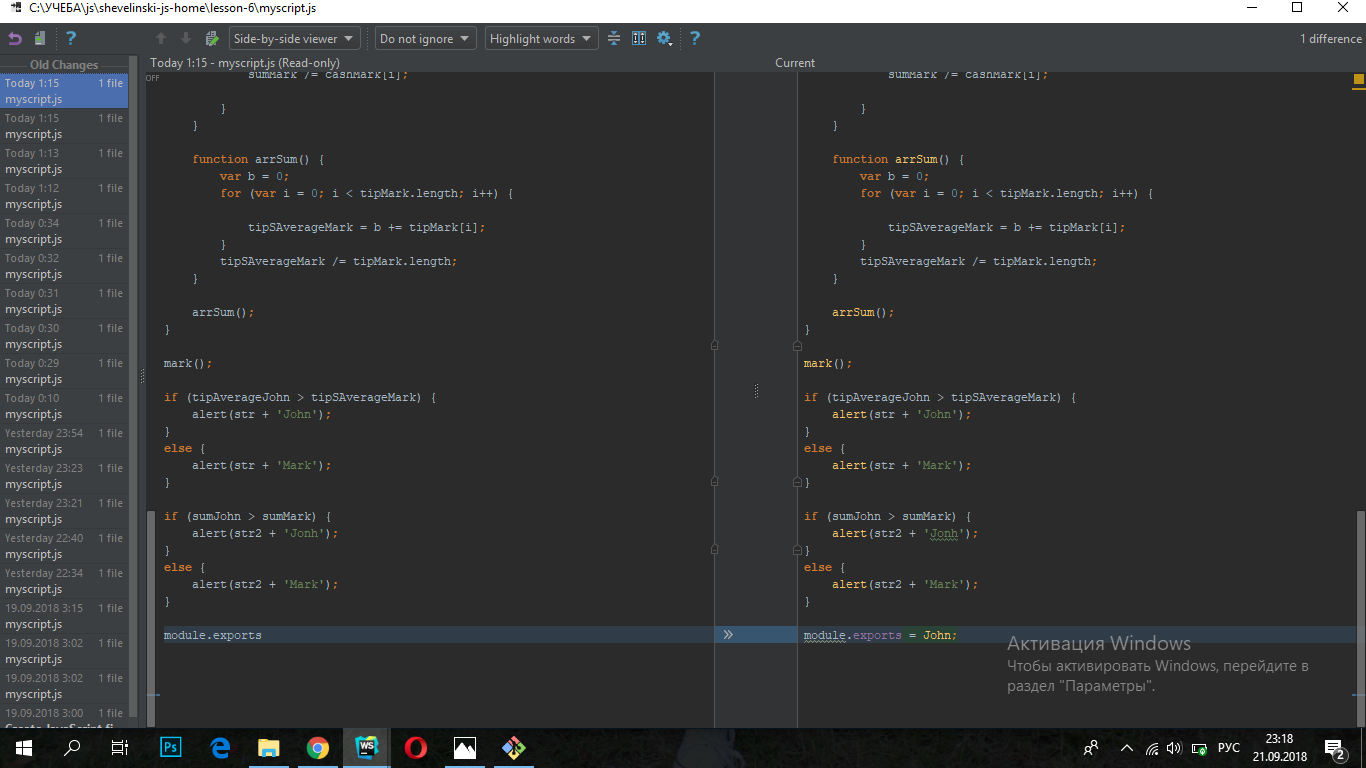 C:\УЧЕБА\js\shevelinski-js-home\lesson-6\myscript.js
? Side-by-side viewer Do not ignore Highlight words ? 1 difference
Old Changes
Today 1:15 1 file
myscript.js
Today 1:15 1 file
myscript.js
Today 1:13 1 file
myscript.js
Today 1:12 1 file
myscript.js
Today 0:34 1 file
myscript.js
Today 0:32 1 file
myscript.js
Today 0:31 1 file
myscript.js
Today 0:30 1 file
myscript.js
Today 0:29 1 file
myscript.js
Today 0:10 1 file
myscript.js
Yesterday 23:54 1 file
myscript.js
Yesterday 23:23 1 file
myscript.js
Yesterday 23:21 1 file
myscript.js
Yesterday 22:40 1 file
myscript.js
Yesterday 22:34 1 file
myscript.js
19.09.2018 3:15 1 file
myscript.js
19.09.2018 3:02 1 file
myscript.js
19.09.2018 3:02 1 file
myscript.js
19.09.2018 3:00 1 file
Today 1:15 - myscript.js (Read-only)
OFF
sumMark /= cashMark[i];
}
}
function arrSum() {
var b = 0;
for (var i = 0; i < tipMark.length; i++) {
tipSAverageMark = b += tipMark[i];
}
tipSAverageMark /= tipMark.length;
}
arrSum();
}
mark();
if (tipAverageJohn > tipSAverageMark) {
alert(str + 'John');
}
else {
alert(str + 'Mark');
}
if (sumJohn > sumMark) {
alert(str2 + 'Jonh');
}
else {
alert(str2 + 'Mark');
}
module.exports
Current
sumMark /= cashMark[i];
}
}
function arrSum() {
var b = 0;
for (var i = 0; i < tipMark.length; i++) {
tipSAverageMark = b += tipMark[i];
}
tipSAverageMark /= tipMark.length;
}
arrSum();
}
mark();
if (tipAverageJohn > tipSAverageMark) {
alert(str + 'John');
}
else {
alert(str + 'Mark');
}
if (sumJohn > sumMark) {
alert(str2 + 'Jonh');
}
else {
alert(str2 + 'Mark');
}
module.exports = John;
Активация Windows
Чтобы активировать Windows, перейдите в
раздел "Параметры".
Ps
WS
РУС
23:18
21.09.2018
2